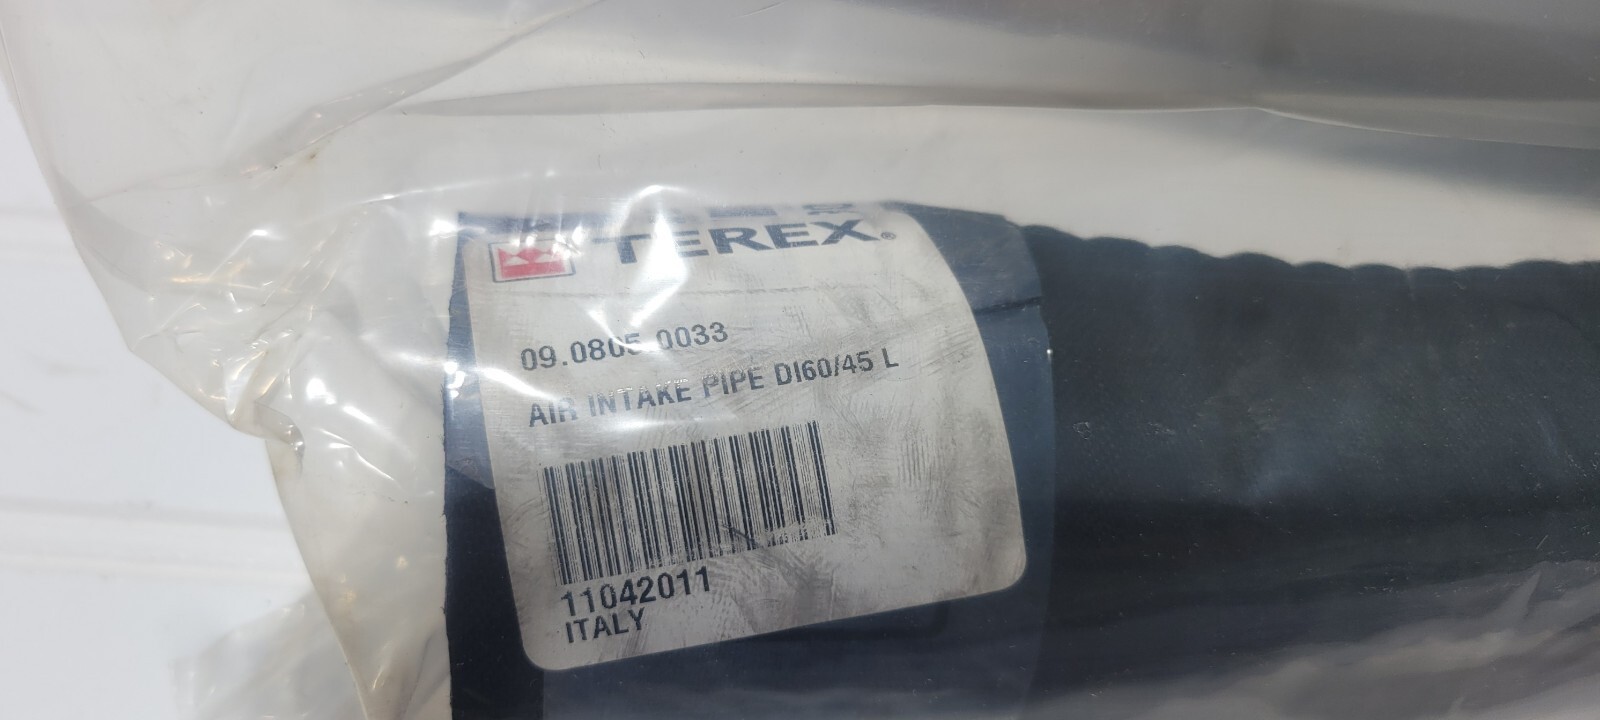 TEREX®
09.0805.0033
AIR INTAKE PIPE DI60/45 L
11042011
ITALY